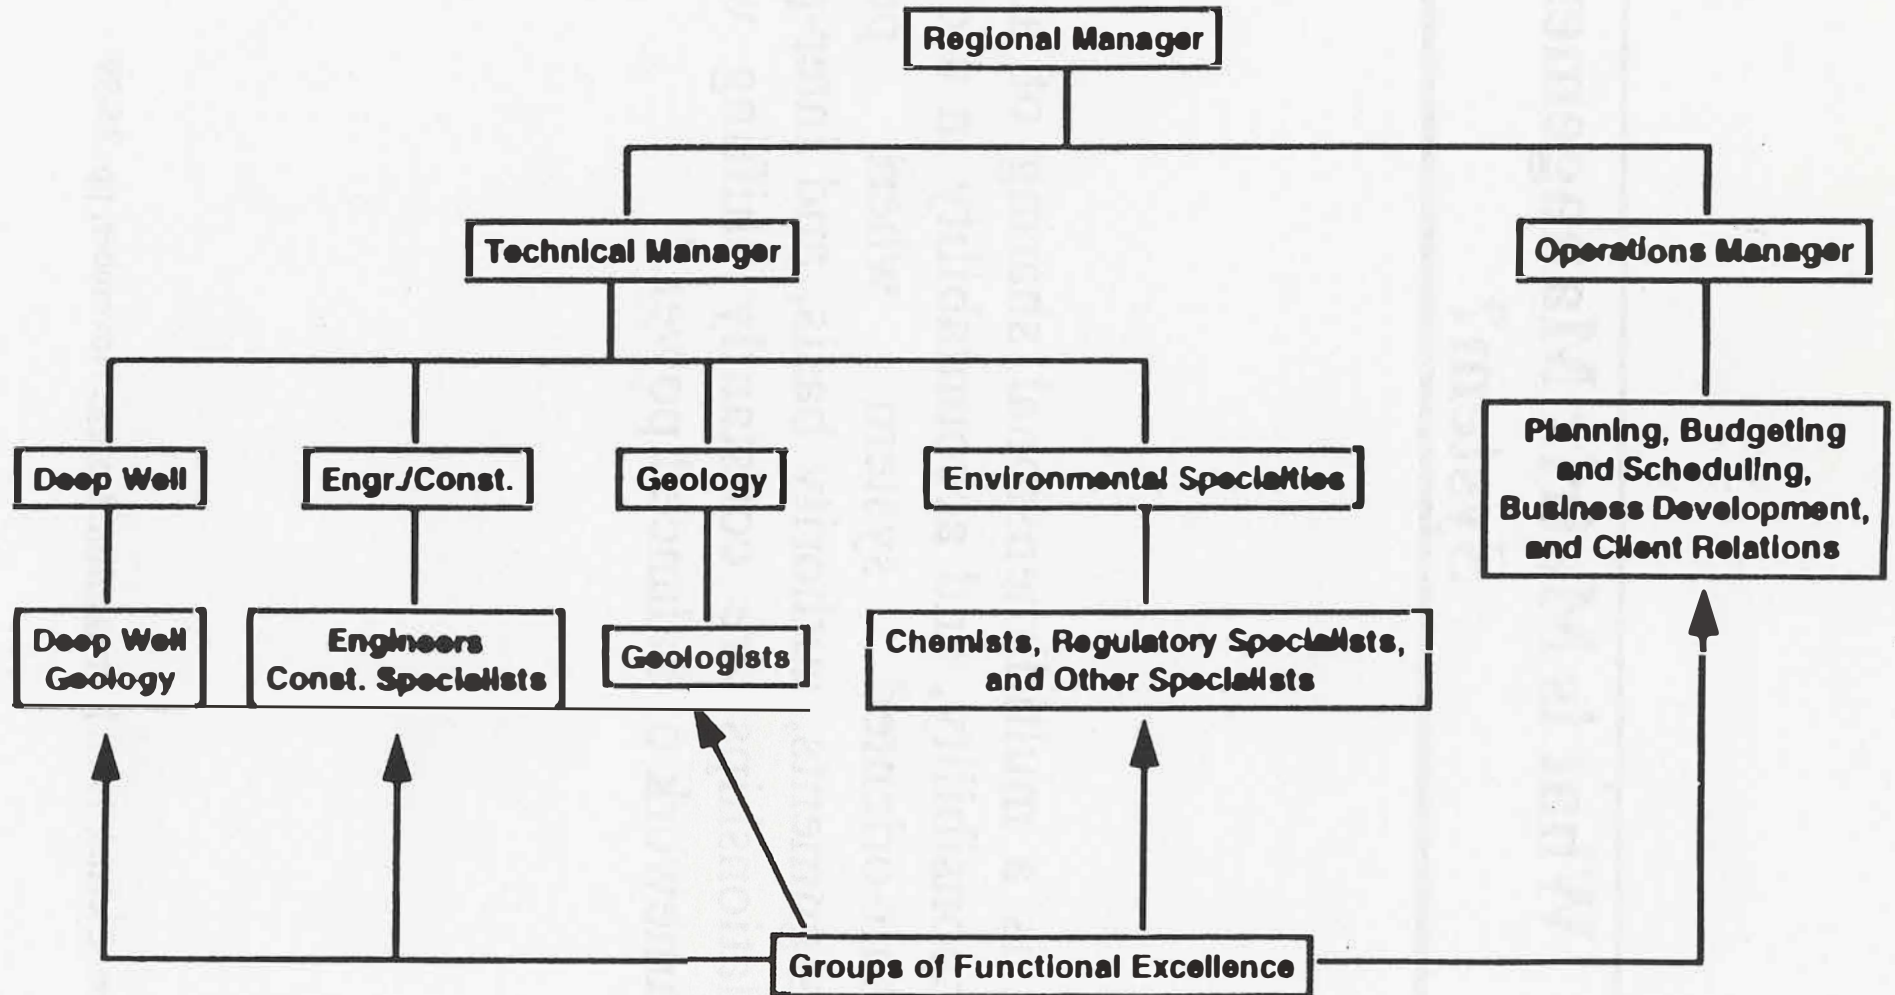 Regional Manager
Technical Manager
Operations Manager
Deep Well
Engr./Const.
Geology
Environmental Specialties
Planning, Budgeting
and Scheduling,
Business Development,
and Client Relations
Deep Well
Geology
Engineers
Const. Specialists
Geologists
Chemists, Regulatory Specialists,
and Other Specialists
Groups of Functional Excellence